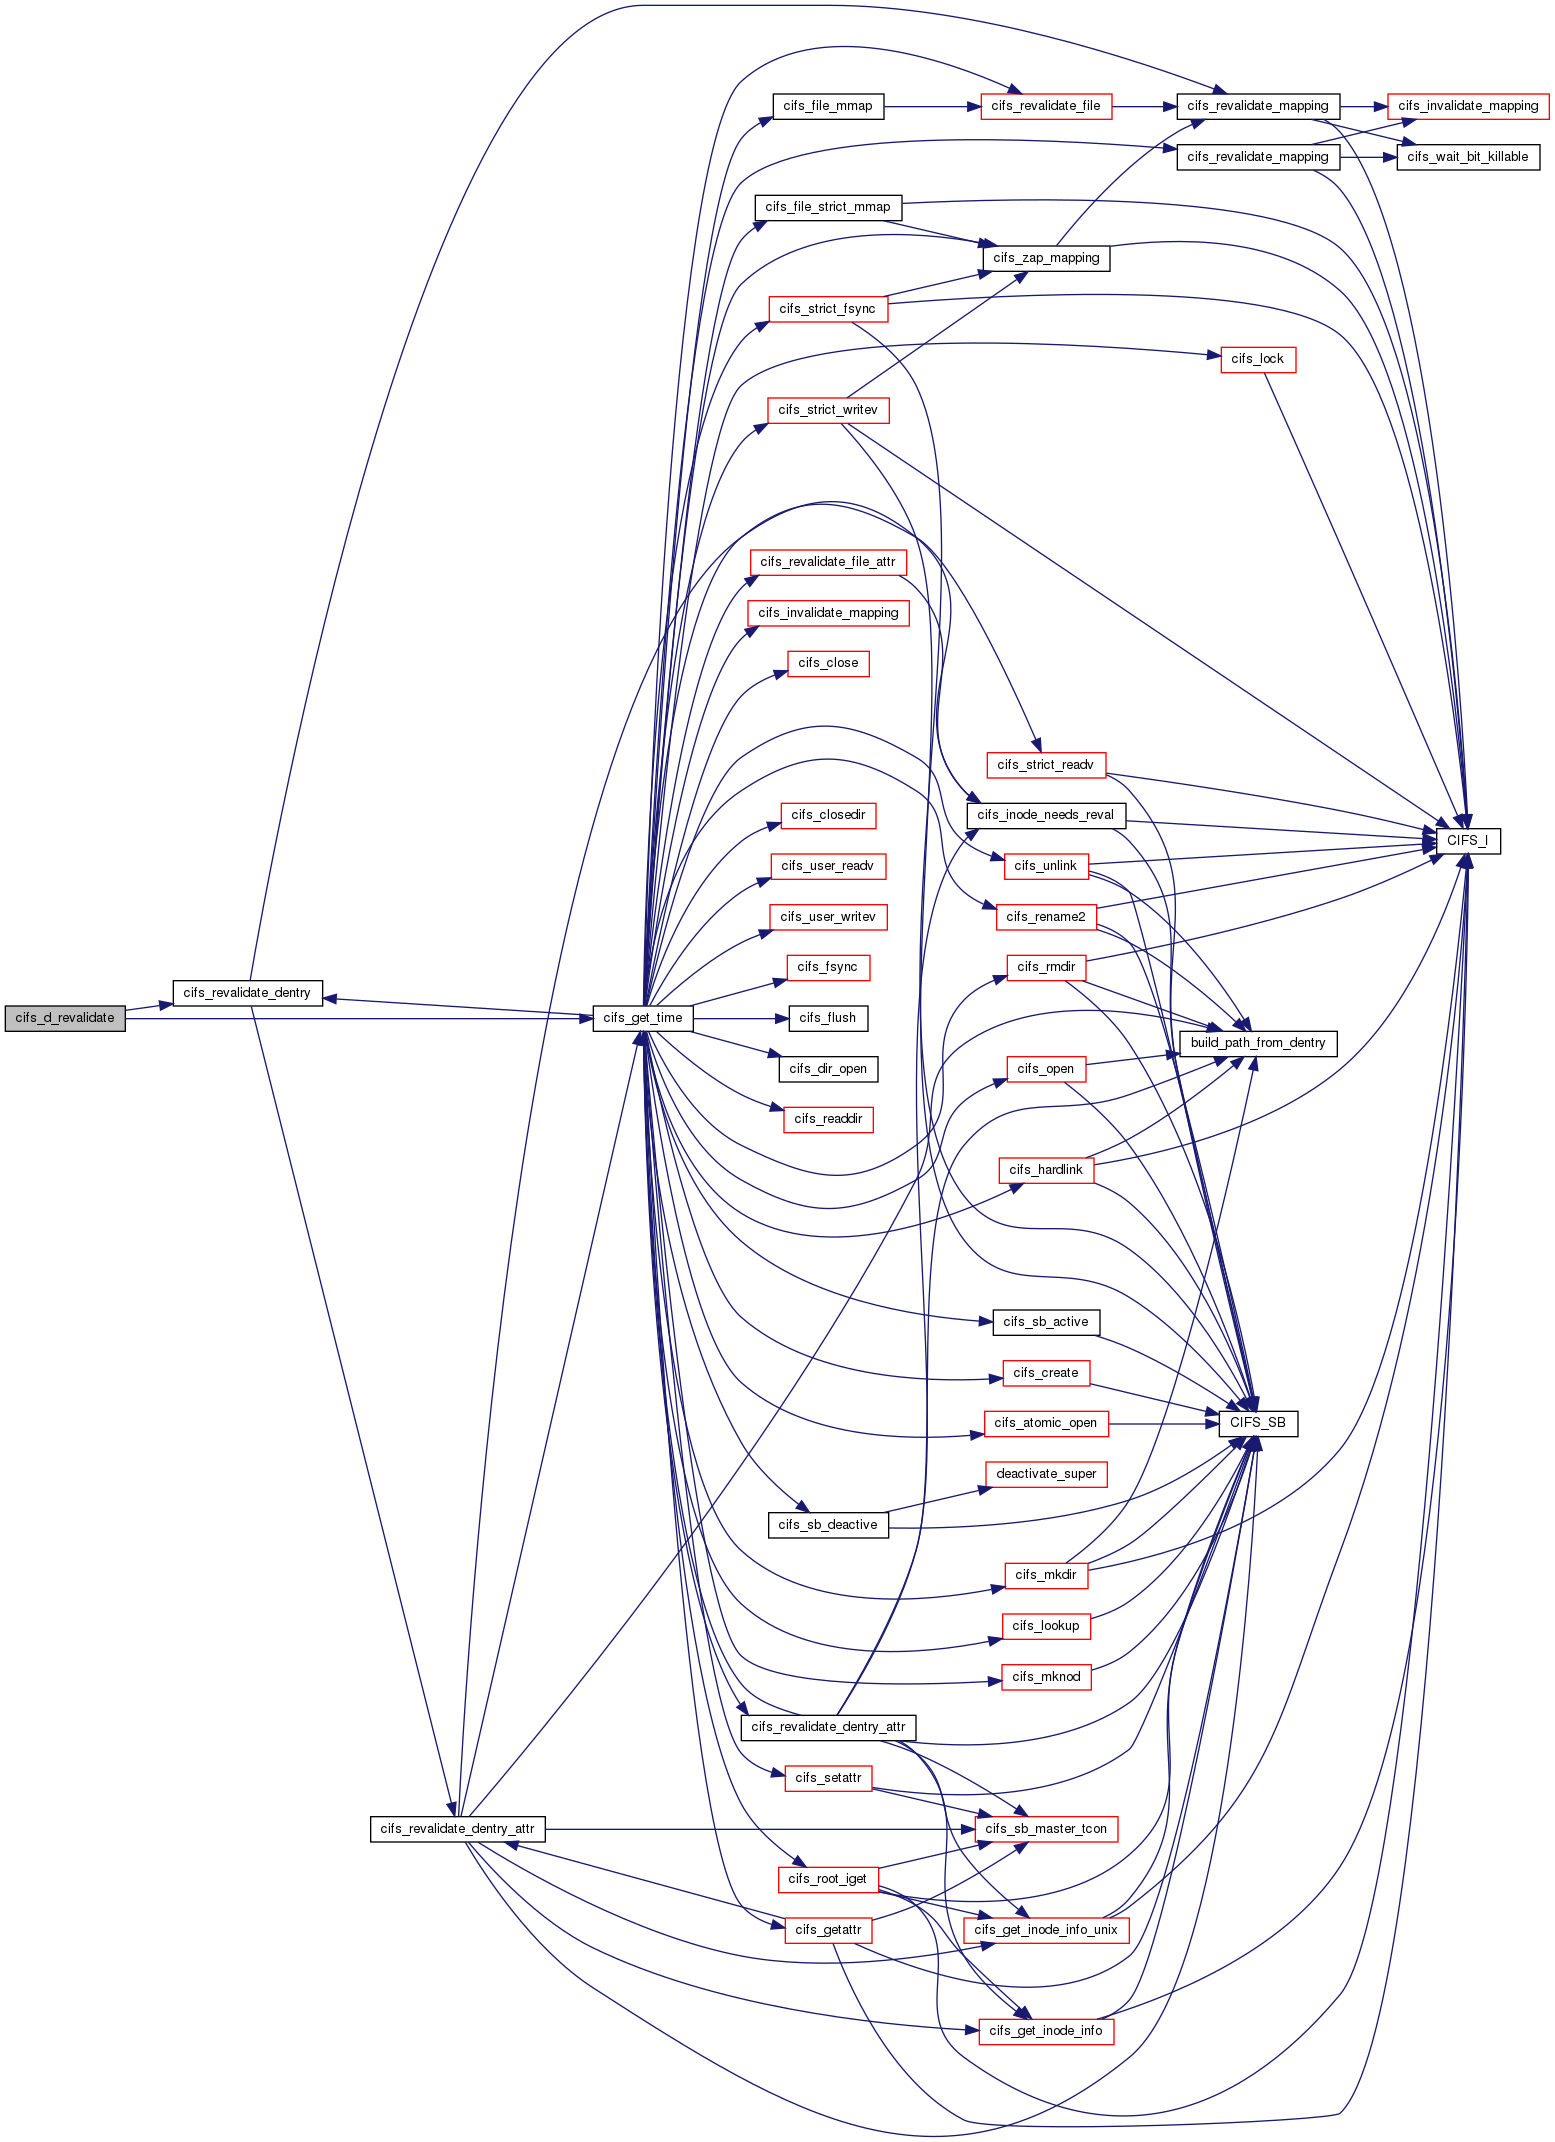 cifs_file_mmap
cifs_revalidate_file
cifs_revalidate_mapping
cifs_invalidate_mapping
cifs_revalidate_mapping
cifs_wait_bit_killable
cifs_file_strict_mmap
cifs_zap_mapping
cifs_strict_fsync
cifs_lock
cifs_strict_writev
cifs_revalidate_file_attr
cifs_invalidate_mapping
cifs_close
cifs_strict_readv
cifs_closedir
cifs_inode_needs_reval
CIFS_I
cifs_user_readv
cifs_unlink
cifs_user_writev
cifs_rename2
cifs_fsync
cifs_rmdir
cifs_revalidate_dentry
cifs_d_revalidate
cifs_get_time
cifs_flush
build_path_from_dentry
cifs_dir_open
cifs_open
cifs_readdir
cifs_hardlink
cifs_sb_active
cifs_create
cifs_atomic_open
CIFS_SB
deactivate_super
cifs_sb_deactive
cifs_mkdir
cifs_lookup
cifs_mknod
cifs_revalidate_dentry_attr
cifs_setattr
cifs_revalidate_dentry_attr
cifs_sb_master_tcon
cifs_root_iget
cifs_getattr
cifs_get_inode_info_unix
cifs_get_inode_info